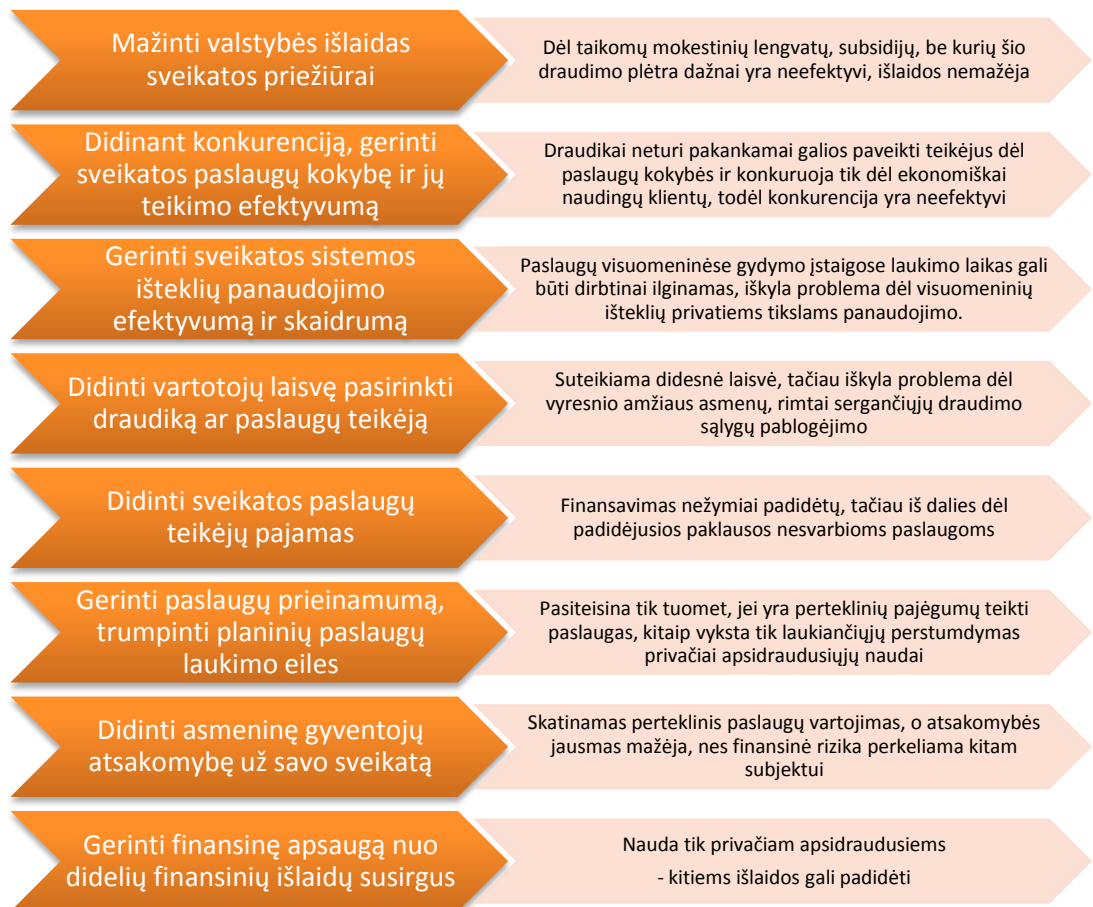 Mažinti valstybės išlaidas
sveikatos priežiūrai
Dėl taikomų mokestinių lengvatų, subsidijų, be kurių šio
draudimo plėtra dažnai yra neefektyvi, išlaidos nemažėja
Didinant konkurenciją, gerinti
sveikatos paslaugų kokybę ir jų
teikimo efektyvumą
Draudikai neturi pakankamai galios paveikti teikėjus dėl
paslaugų kokybės ir konkuruoja tik dėl ekonomiškai
naudingų klientų, todėl konkurencija yra neefektyvi
Gerinti sveikatos sistemos
išteklių panaudojimo
efektyvumą ir skaidrumą
Paslaugų visuomeninėse gydymo įstaigose laukimo laikas gali
būti dirbtinai ilginamas, iškyla problema dėl visuomeninių
išteklių privatiems tikslams panaudojimo.
Didinti vartotojų laisvę pasirinkti
draudiką ar paslaugų teikėją
Suteikiama didesnė laisvė, tačiau iškyla problema dėl
vyresnio amžiaus asmenų, rimtai sergančiųjų draudimo
sąlygų pablogėjimo
Didinti sveikatos paslaugų
teikėjų pajamas
Finansavimas nežymiai padidėtų, tačiau iš dalies dėl
padidėjusios paklausos nesvarbioms paslaugoms
Gerinti paslaugų prieinamumą,
trumpinti planinių paslaugų
laukimo eiles
Pasiteisina tik tuomet, jei yra perteklinių pajėgumų teikti
paslaugas, kitaip vyksta tik laukiančiųjų perstumdymas
privačiai apsidraudusiųjų naudai
Didinti asmeninę gyventojų
atsakomybę už savo sveikatą
Skatinamas perteklinis paslaugų vartojimas, o atsakomybės
jausmas mažėja, nes finansinė rizika perkeliama kitam
subjektui
Gerinti finansinę apsaugą nuo
didelių finansinių išlaidų susirgus
Nauda tik privačiam apsidraudusiems
- kitiems išlaidos gali padidėti